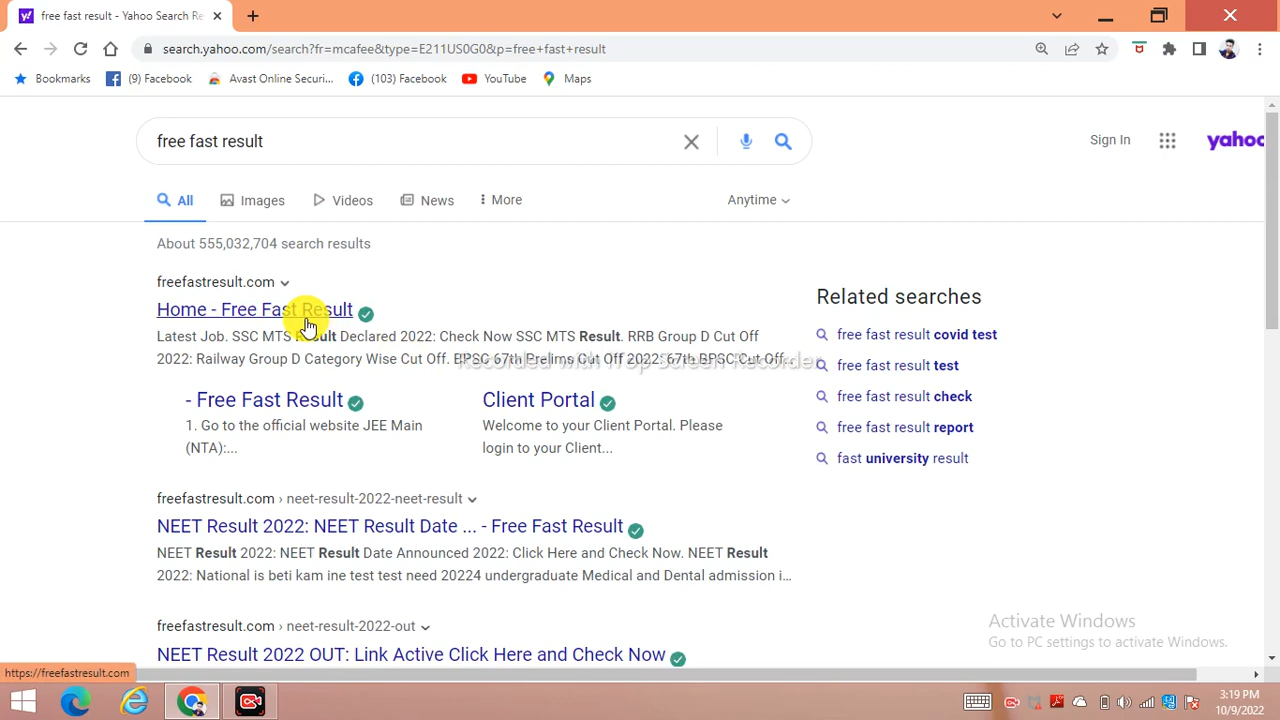 free fast result - Yahoo Search Re
search.yahoo.com/search?fr=mcafee&type=E211US0G0&p=free+fast+result
Bookmarks
(9) Facebook
Avast Online Securi...
(103) Facebook
YouTube
Maps
free fast result
Sign In
yahoo
All
Images
Videos
News
More
Anytime
About 555,032,704 search results
freefastresult.com
Home - Free Fast Result
Latest Job. SSC MTS Result Declared 2022: Check Now SSC MTS Result. RRB Group D Cut Off
2022: Railway Group D Category Wise Cut Off. BPSC 67th Prelims Cut Off 2022: 67th BPSC Cut Off...
Recorded with iTop Screen Recorder
- Free Fast Result
1. Go to the official website JEE Main
(NTA):...
Client Portal
Welcome to your Client Portal. Please
login to your Client...
freefastresult.com › neet-result-2022-neet-result
NEET Result 2022: NEET Result Date ... - Free Fast Result
NEET Result 2022: NEET Result Date Announced 2022: Click Here and Check Now. NEET Result
2022: National is beti kam ine test test need 20224 undergraduate Medical and Dental admission i...
freefastresult.com › neet-result-2022-out
NEET Result 2022 OUT: Link Active Click Here and Check Now
Related searches
free fast result covid test
free fast result test
free fast result check
free fast result report
fast university result
Activate Windows
Go to PC settings to activate Windows.
https://freefastresult.com
3:19 PM
10/9/2022